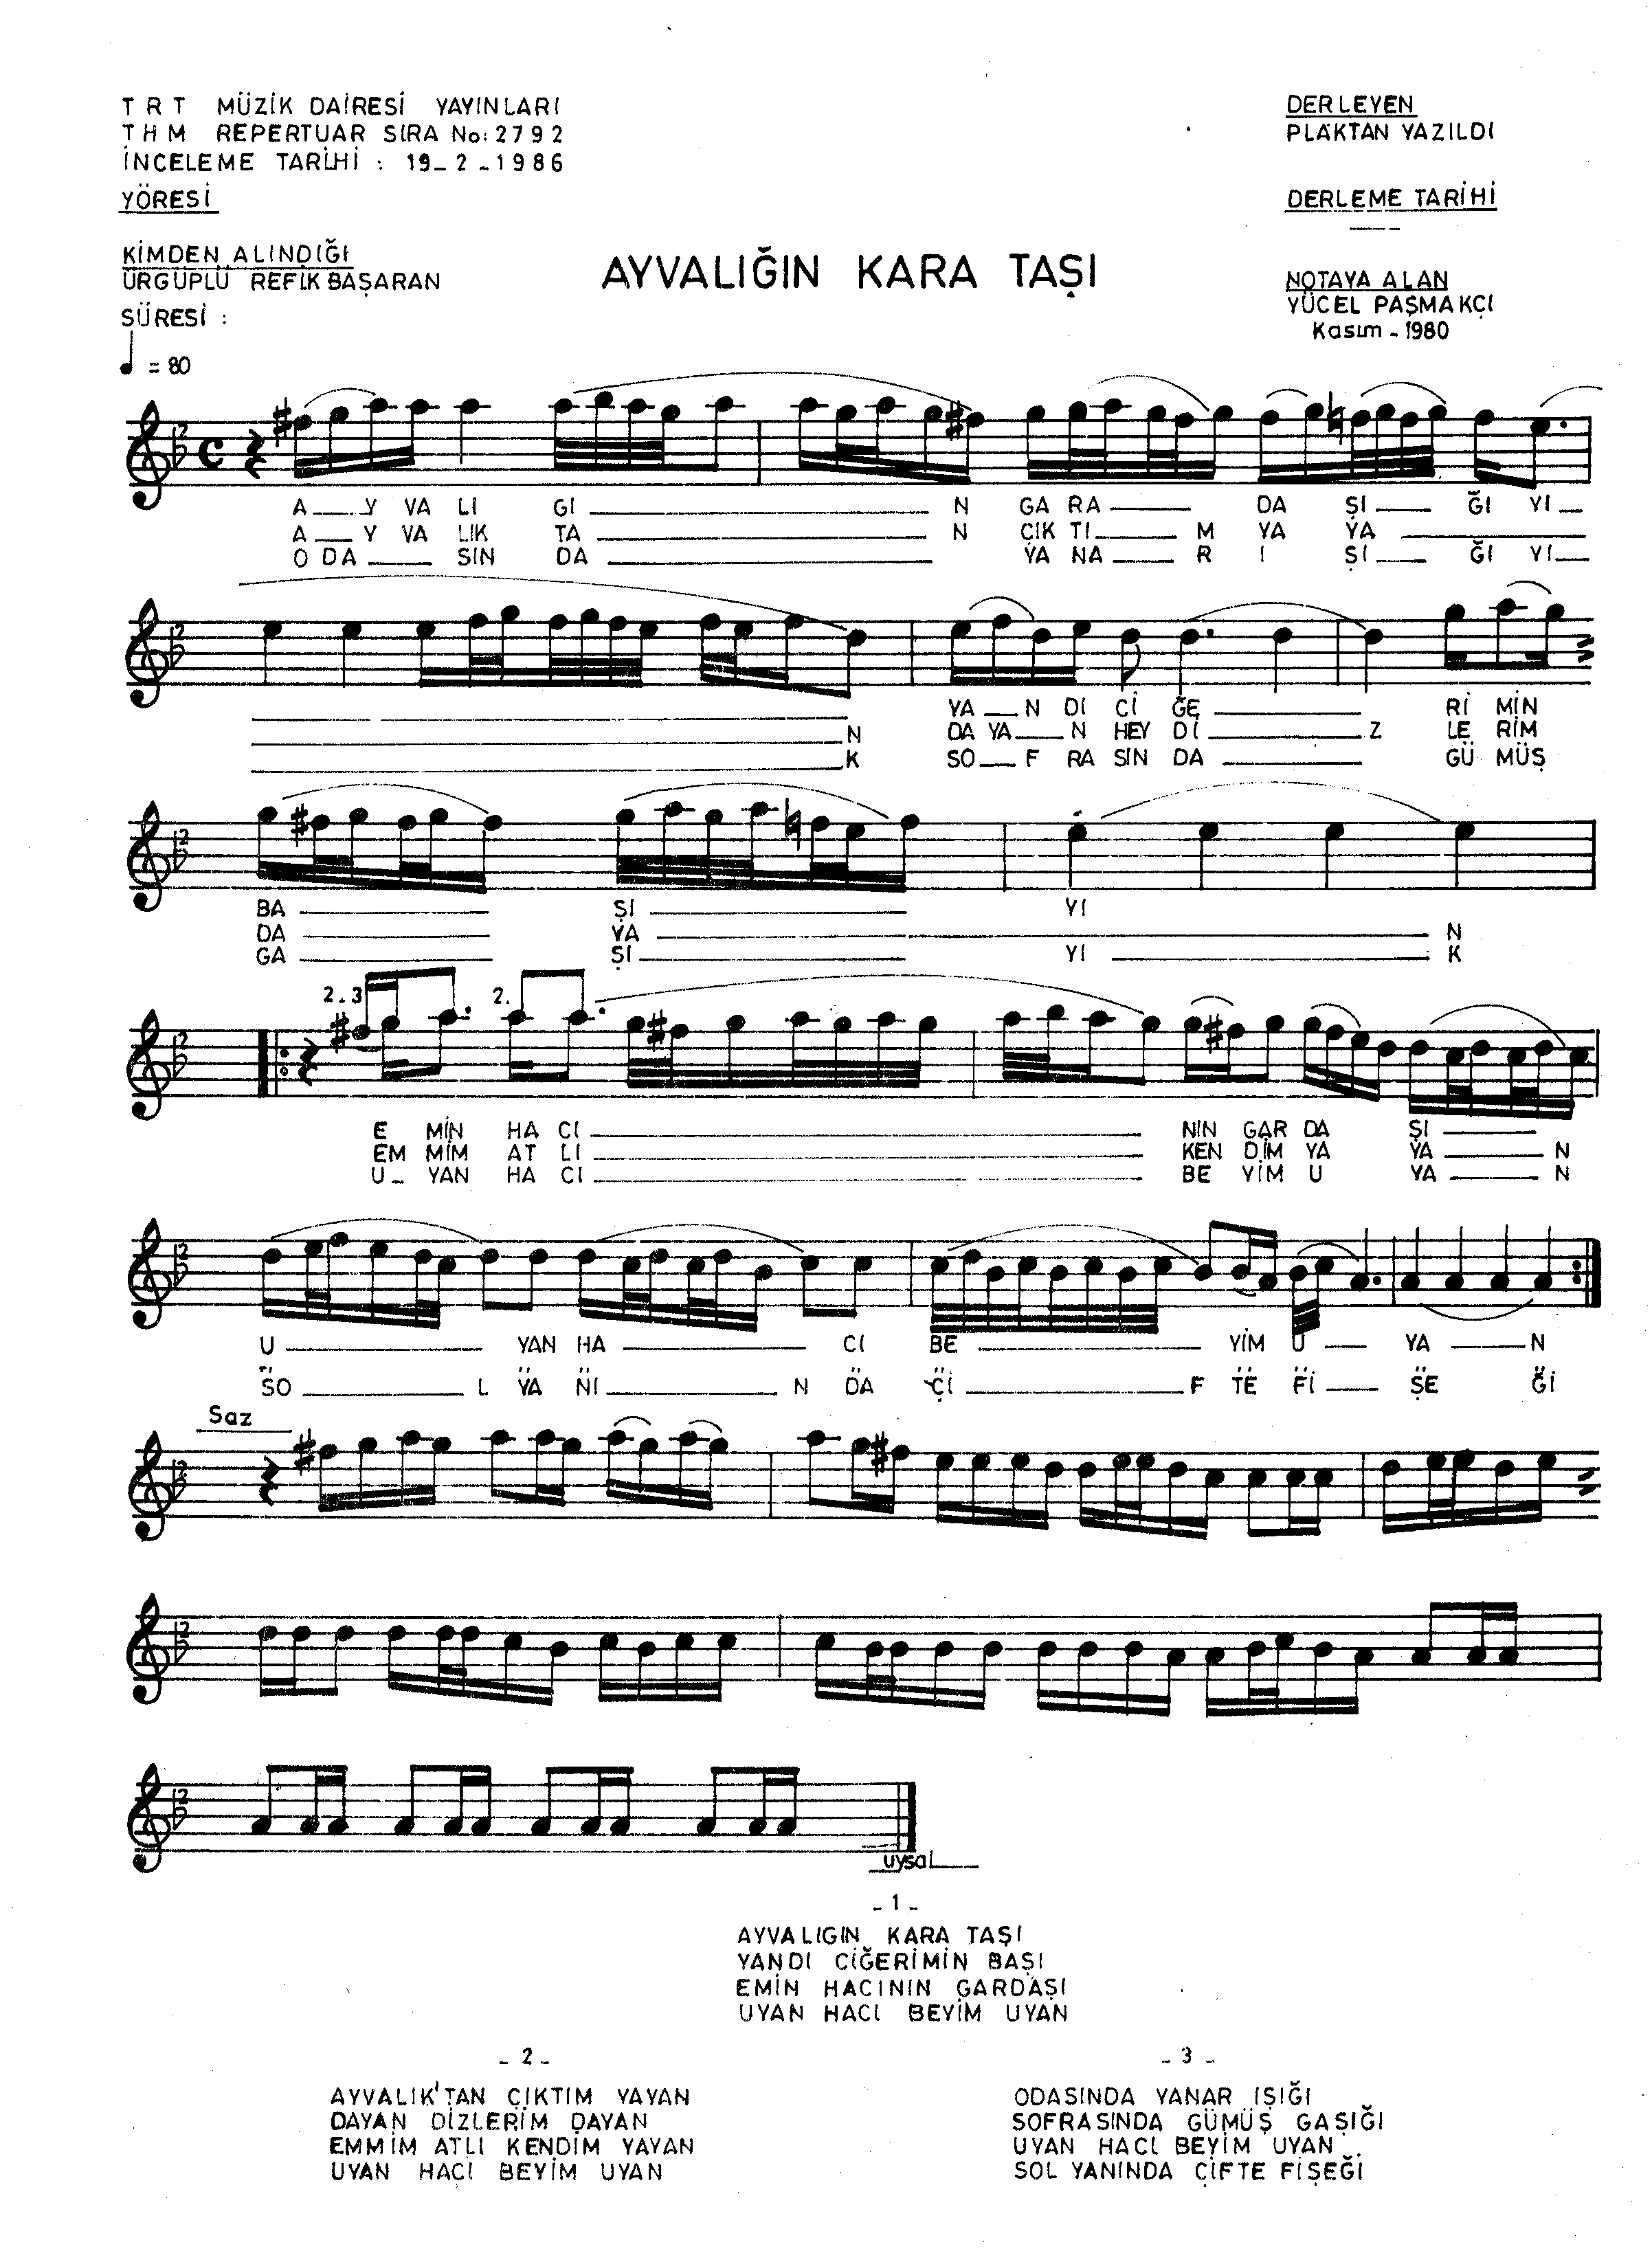 TRT MÜZİK DAİRESİ YAYINLARI
THM REPERTUAR SIRA No: 2792
İNCELEME TARİHİ : 19_2_1986
YÖRESİ
KİMDEN ALINDIĞI
ÜRGÜPLÜ REFİK BAŞARAN
SÜRESİ :
= 80
AYVALIĞIN KARA TAŞI
DERLEYEN
PLAKTAN YAZILDI
DERLEME TARİHİ
NOTAYA ALAN
YÜCEL PAŞMAKÇI
Kasım - 1980
A Y VA LI GI N GA RA DA ŞI ĞI YI
A Y VA LIK TA N ÇIK TI M YA YA
O DA SIN DA YA NA R I ŞI ĞI YI
YA N DI Cİ ĞE Rİ MİN
N DA YA N HEY Dİ Z LE RİM
K SO F RA SIN DA GÜ MÜŞ
BA ŞI YI
DA YA N
GA ŞI YI K
2.3 2.
E MİN HA CI NIN GAR DA ŞI
EM MİM AT LI KEN DİM YA YA N
U YAN HA CI BE YİM U YA N
U YAN HA CI BE YİM U YA N
SO L YA NI N DA Çİ F TE Fİ ŞE Ğİ
Saz
uysal
_ 1 _
AYVALIGIN KARA TAŞI
YANDI CİĞERİMİN BAŞI
EMİN HACININ GARDAŞI
UYAN HACI BEYİM UYAN
_ 2 _
AYVALIK'TAN ÇIKTIM YAYAN
DAYAN DİZLERİM DAYAN
EMMİM ATLI KENDİM YAYAN
UYAN HACI BEYİM UYAN
_ 3 _
ODASINDA YANAR IŞIĞI
SOFRASINDA GÜMÜŞ GAŞIĞI
UYAN HACI BEYİM UYAN
SOL YANINDA ÇİFTE FİŞEĞİ